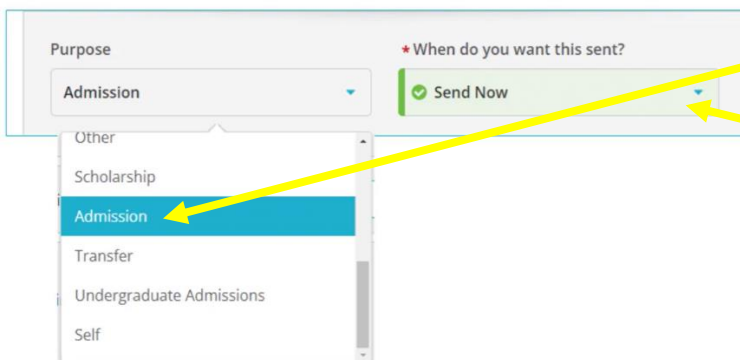 Purpose
* When do you want this sent?
Admission
Send Now
Other
Scholarship
Admission
Transfer
Undergraduate Admissions
Self